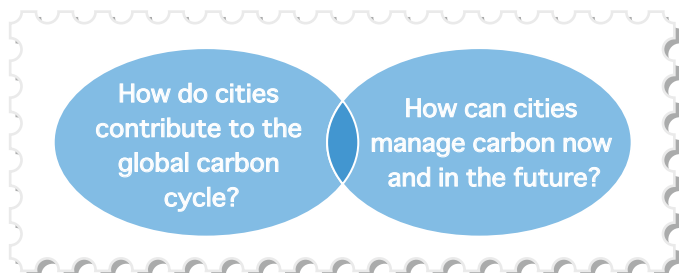 How do cities
contribute to the
global carbon
cycle?
How can cities
manage carbon now
and in the future?